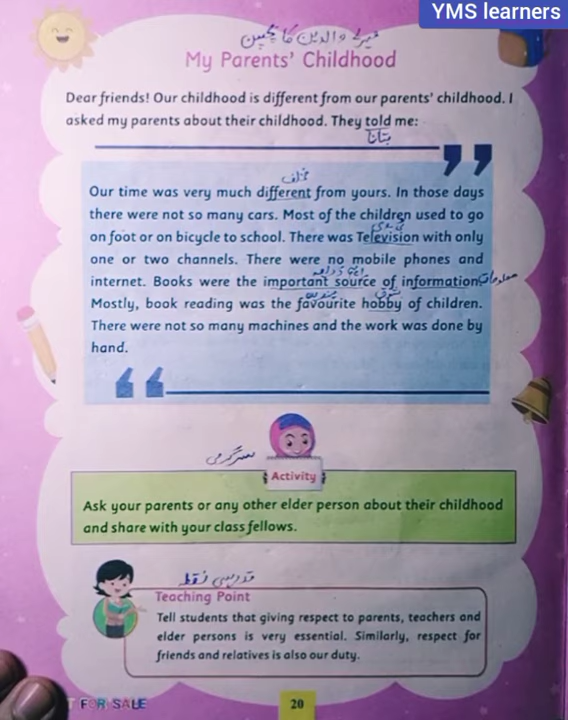 YMS learners
میرے والدین کا بچپن
My Parents' Childhood
Dear friends! Our childhood is different from our parents' childhood. I
asked my parents about their childhood. They told me:
بتانا
مختلف
Our time was very much different from yours. In those days
there were not so many cars. Most of the children used to go
on foot or on bicycle to school. There was Television with only
one or two channels. There were no mobile phones and
internet. Books were the important source of information
معلومات
Mostly, book reading was the favourite hobby of children.
There were not so many machines and the work was done by
hand.
سرگرمی
Activity
Ask your parents or any other elder person about their childhood
and share with your class fellows.
تدریسی نقطہ
Teaching Point
Tell students that giving respect to parents, teachers and
elder persons is very essential. Similarly, respect for
friends and relatives is also our duty.
FOR SALE
20